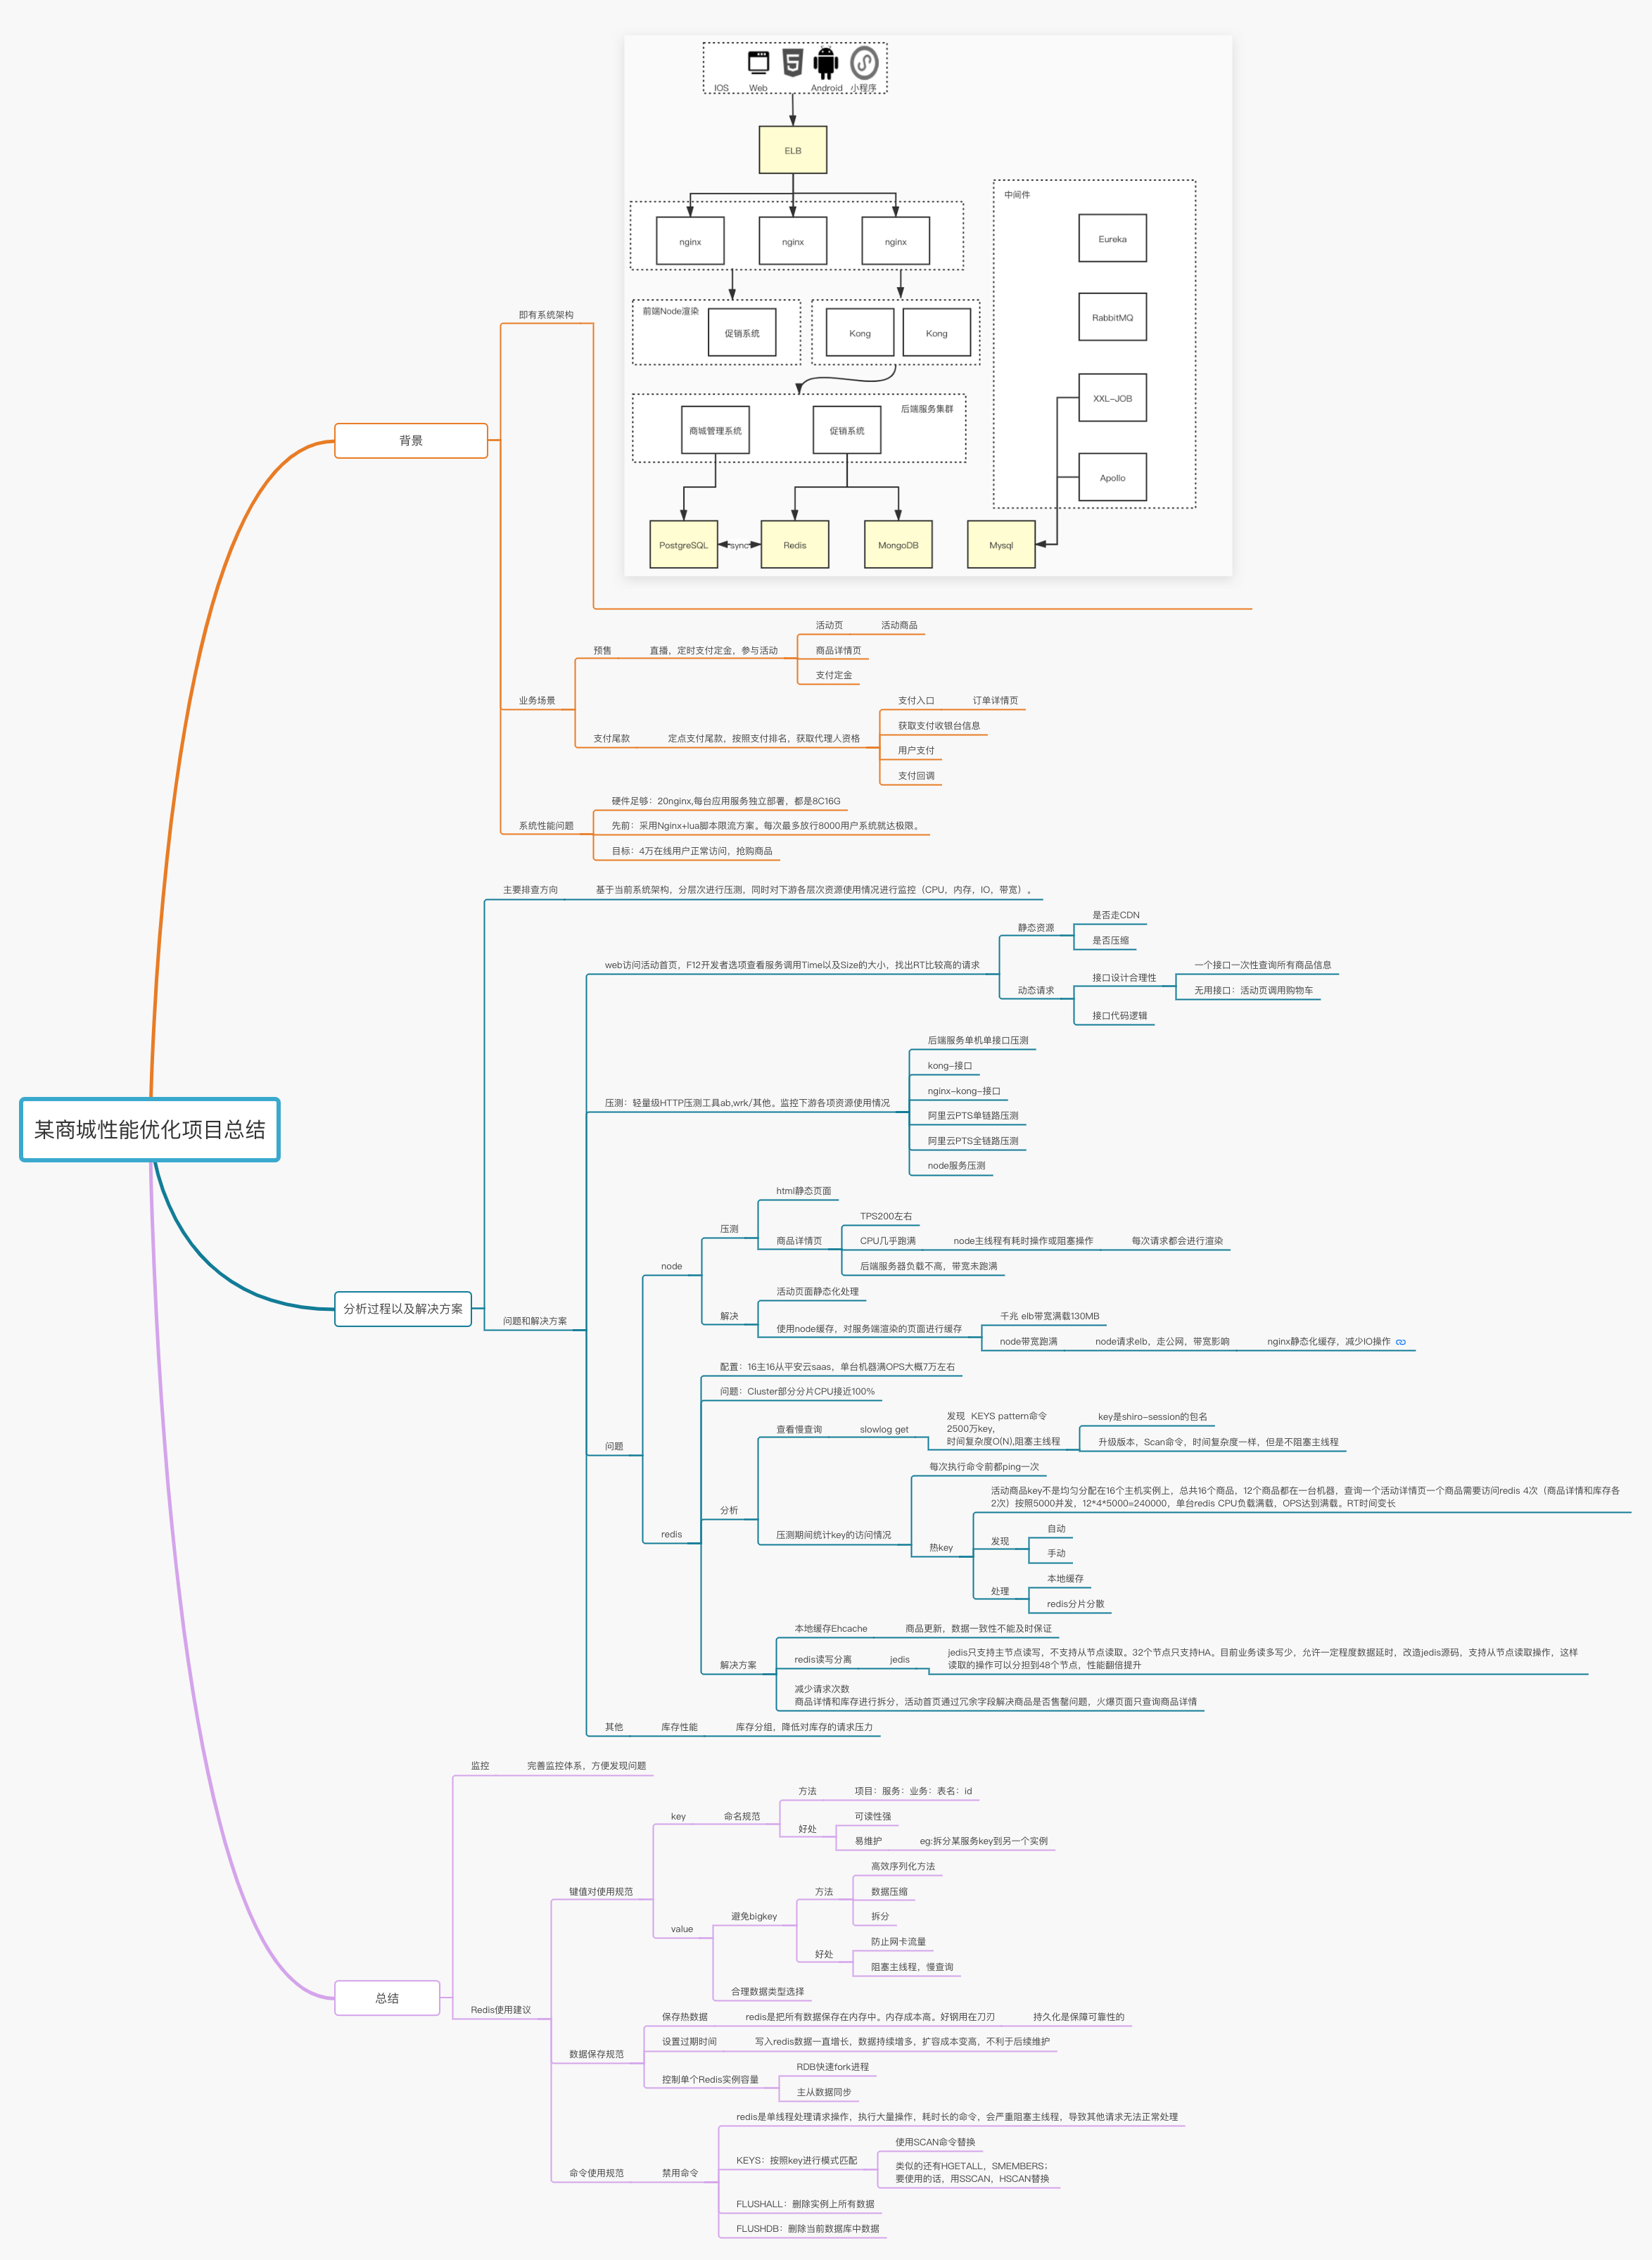 IOS
Web
Android
小程序
ELB
nginx
nginx
nginx
前端Node渲染
促销系统
Kong
Kong
后端服务集群
商城管理系统
促销系统
PostgreSQL
sync
Redis
MongoDB
Mysql
中间件
Eureka
RabbitMQ
XXL-JOB
Apollo
某商城性能优化项目总结
背景
即有系统架构
业务场景
预售
直播，定时支付定金，参与活动
活动页
活动商品
商品详情页
支付定金
支付尾款
定点支付尾款，按照支付排名，获取代理人资格
支付入口
订单详情页
获取支付收银台信息
用户支付
支付回调
系统性能问题
硬件足够：20nginx,每台应用服务独立部署，都是8C16G
先前：采用Nginx+lua脚本限流方案。每次最多放行8000用户系统就达极限。
目标：4万在线用户正常访问，抢购商品
分析过程以及解决方案
主要排查方向
基于当前系统架构，分层次进行压测，同时对下游各层次资源使用情况进行监控（CPU，内存，IO，带宽）。
问题和解决方案
web访问活动首页，F12开发者选项查看服务调用Time以及Size的大小，找出RT比较高的请求
静态资源
是否走CDN
是否压缩
动态请求
接口设计合理性
一个接口一次性查询所有商品信息
无用接口：活动页调用购物车
接口代码逻辑
压测：轻量级HTTP压测工具ab,wrk/其他。监控下游各项资源使用情况
后端服务单机单接口压测
kong-接口
nginx-kong-接口
阿里云PTS单链路压测
阿里云PTS全链路压测
node服务压测
问题
node
压测
html静态页面
商品详情页
TPS200左右
CPU几乎跑满
node主线程有耗时操作或阻塞操作
每次请求都会进行渲染
后端服务器负载不高，带宽未跑满
解决
活动页面静态化处理
使用node缓存，对服务端渲染的页面进行缓存
千兆 elb带宽满载130MB
node带宽跑满
node请求elb，走公网，带宽影响
nginx静态化缓存，减少IO操作
redis
配置：16主16从平安云saas，单台机器满OPS大概7万左右
问题：Cluster部分分片CPU接近100%
分析
查看慢查询
slowlog get
发现 KEYS pattern命令
2500万key，
时间复杂度O(N),阻塞主线程
key是shiro-session的包名
升级版本，Scan命令，时间复杂度一样，但是不阻塞主线程
压测期间统计key的访问情况
每次执行命令前都ping一次
热key
活动商品key不是均匀分配在16个主机实例上，总共16个商品，12个商品都在一台机器，查询一个活动详情页一个商品需要访问redis 4次（商品详情和库存各
2次）按照5000并发，12*4*5000=240000，单台redis CPU负载满载，OPS达到满载。RT时间变长
发现
自动
手动
处理
本地缓存
redis分片分散
解决方案
本地缓存Ehcache
商品更新，数据一致性不能及时保证
redis读写分离
jedis
jedis只支持主节点读写，不支持从节点读取。32个节点只支持HA。目前业务读多写少，允许一定程度数据延时，改造jedis源码，支持从节点读取操作，这样
读取的操作可以分担到48个节点，性能翻倍提升
减少请求次数
商品详情和库存进行拆分，活动首页通过冗余字段解决商品是否售罄问题，火爆页面只查询商品详情
其他
库存性能
库存分组，降低对库存的请求压力
总结
监控
完善监控体系，方便发现问题
Redis使用建议
键值对使用规范
key
命名规范
方法
项目：服务：业务：表名：id
好处
可读性强
易维护
eg:拆分某服务key到另一个实例
value
避免bigkey
方法
高效序列化方法
数据压缩
拆分
好处
防止网卡流量
阻塞主线程，慢查询
合理数据类型选择
数据保存规范
保存热数据
redis是把所有数据保存在内存中。内存成本高。好钢用在刀刃
持久化是保障可靠性的
设置过期时间
写入redis数据一直增长，数据持续增多，扩容成本变高，不利于后续维护
控制单个Redis实例容量
RDB快速fork进程
主从数据同步
命令使用规范
禁用命令
redis是单线程处理请求操作，执行大量操作，耗时长的命令，会严重阻塞主线程，导致其他请求无法正常处理
KEYS：按照key进行模式匹配
使用SCAN命令替换
类似的还有HGETALL，SMEMBERS；
要使用的话，用SSCAN，HSCAN替换
FLUSHALL：删除实例上所有数据
FLUSHDB：删除当前数据库中数据